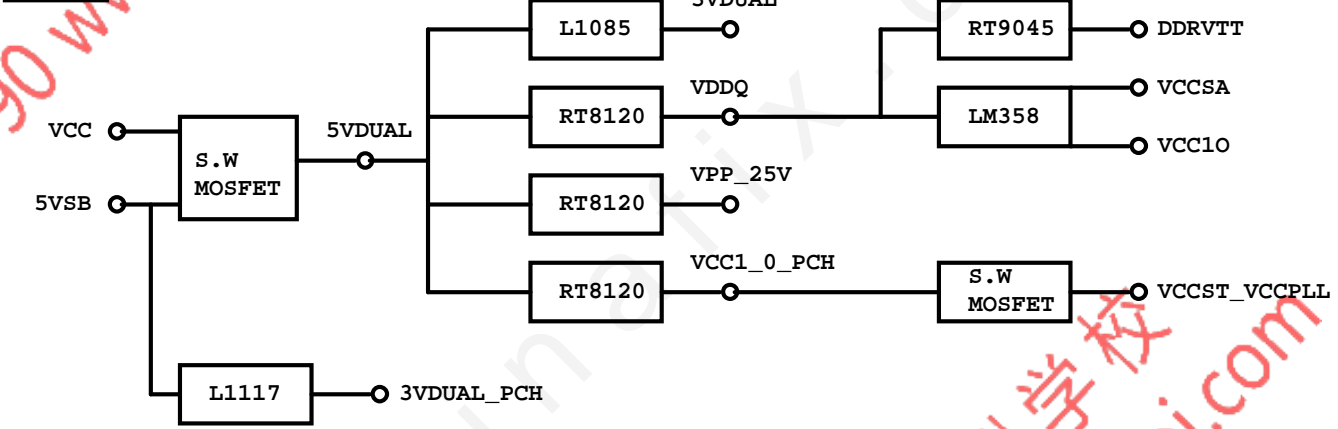 L1085
RT9045
DDRVTT
VDDQ
VCCSA
RT8120
LM358
VCC
5VDUAL
VCC1O
S.W
MOSFET
VPP_25V
5VSB
RT8120
VCC1_0_PCH
RT8120
S.W
MOSFET
VCCST_VCCPLL
L1117
3VDUAL_PCH